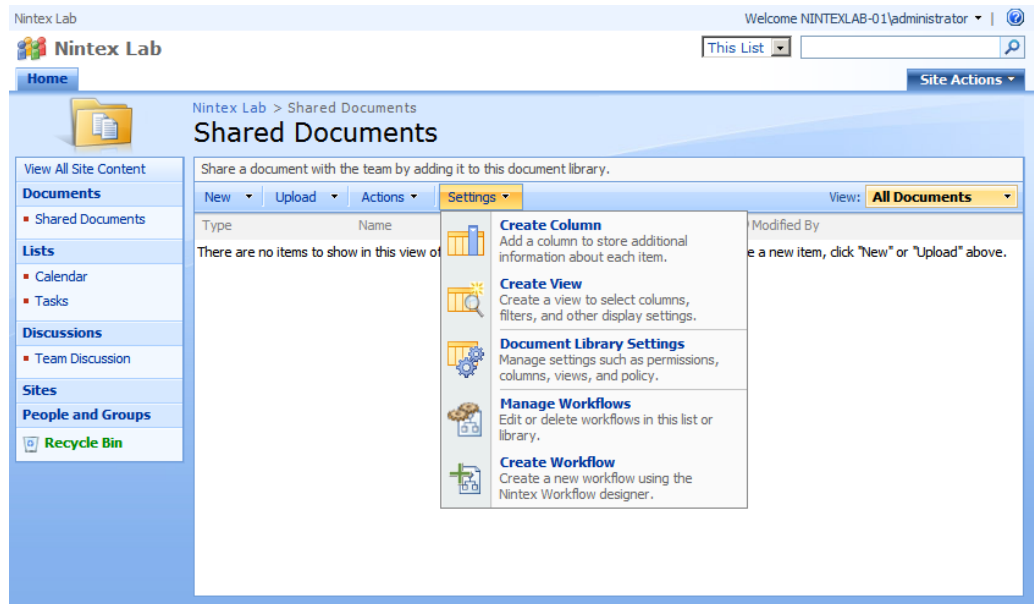 Nintex Lab
Welcome NINTEXLAB-01\administrator
Nintex Lab
This List
Home
Site Actions
Nintex Lab > Shared Documents
Shared Documents
View All Site Content
Documents
Shared Documents
Lists
Calendar
Tasks
Discussions
Team Discussion
Sites
People and Groups
Recycle Bin
Share a document with the team by adding it to this document library.
New Upload Actions Settings View: All Documents
Type Name Modified By
There are no items to show in this view of e a new item, click "New" or "Upload" above.
Create Column
Add a column to store additional
information about each item.
Create View
Create a view to select columns,
filters, and other display settings.
Document Library Settings
Manage settings such as permissions,
columns, views, and policy.
Manage Workflows
Edit or delete workflows in this list or
library.
Create Workflow
Create a new workflow using the
Nintex Workflow designer.